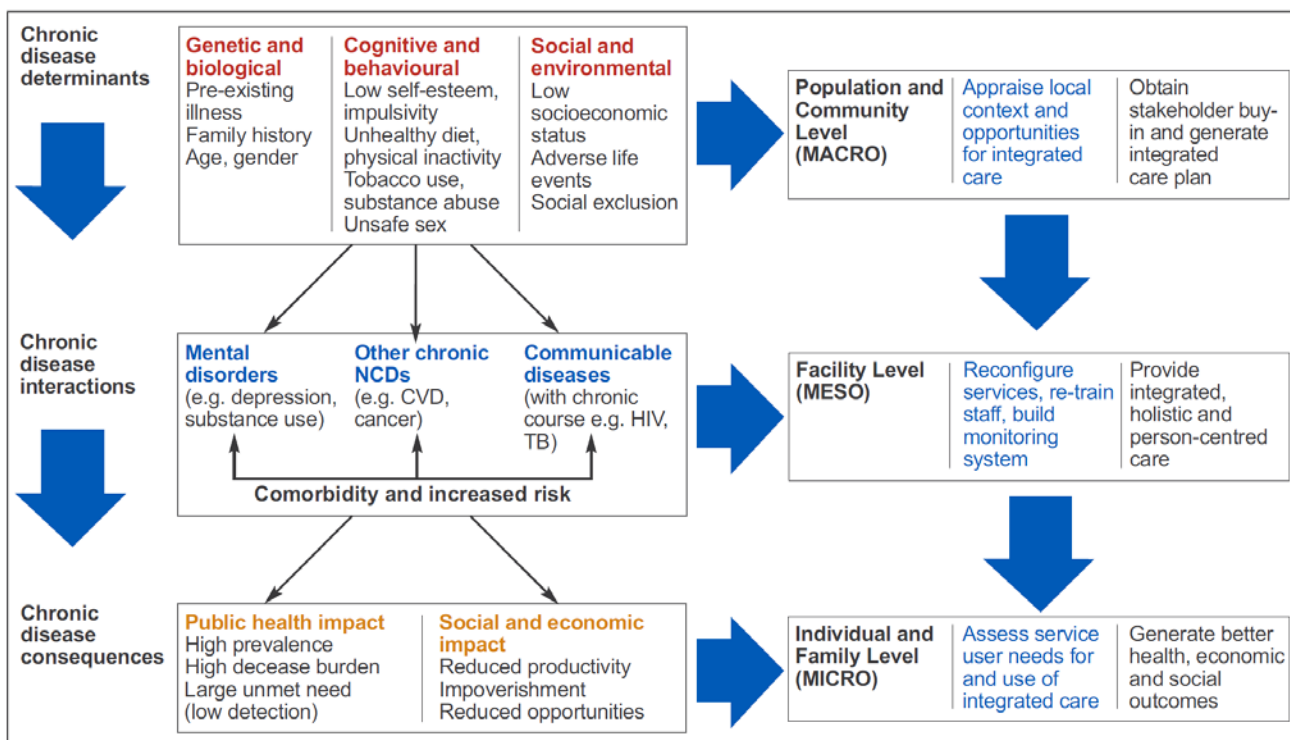 Chronic
disease
determinants
Genetic and
biological
Pre-existing
illness
Family history
Age, gender
Cognitive and
behavioural
Low self-esteem,
impulsivity
Unhealthy diet,
physical inactivity
Tobacco use,
substance abuse
Unsafe sex
Social and
environmental
Low
socioeconomic
status
Adverse life
events
Social exclusion
Population and
Community
Level
(MACRO)
Appraise local
context and
opportunities
for integrated
care
Obtain
stakeholder buy-
in and generate
integrated
care plan
Chronic
disease
interactions
Mental
disorders
(e.g. depression,
substance use)
Other chronic
NCDs
(e.g. CVD,
cancer)
Communicable
diseases
(with chronic
course e.g. HIV,
TB)
Comorbidity and increased risk
Facility Level
(MESO)
Reconfigure
services, re-train
staff, build
monitoring
system
Provide
integrated,
holistic and
person-centred
care
Chronic
disease
consequences
Public health impact
High prevalence
High decease burden
Large unmet need
(low detection)
Social and economic
impact
Reduced productivity
Impoverishment
Reduced opportunities
Individual and
Family Level
(MICRO)
Assess service
user needs for
and use of
integrated care
Generate better
health, economic
and social
outcomes